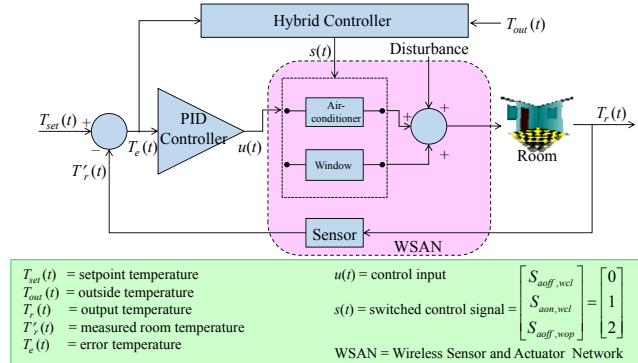 Hybrid Controller
T_out(t)
s(t)
Disturbance
T_set(t)
+
−
T_e(t)
T′_r(t)
PID
Controller
u(t)
Air-
conditioner
Window
+
+
+
Room
T_r(t)
Sensor
WSAN
T_set(t) = setpoint temperature
T_out(t) = outside temperature
T_r(t) = output temperature
T′_r(t) = measured room temperature
T_e(t) = error temperature
u(t) = control input
s(t) = switched control signal = [S_aoff,wcl S_aon,wcl S_aoff,wop] = [0 1 2]
WSAN = Wireless Sensor and Actuator Network